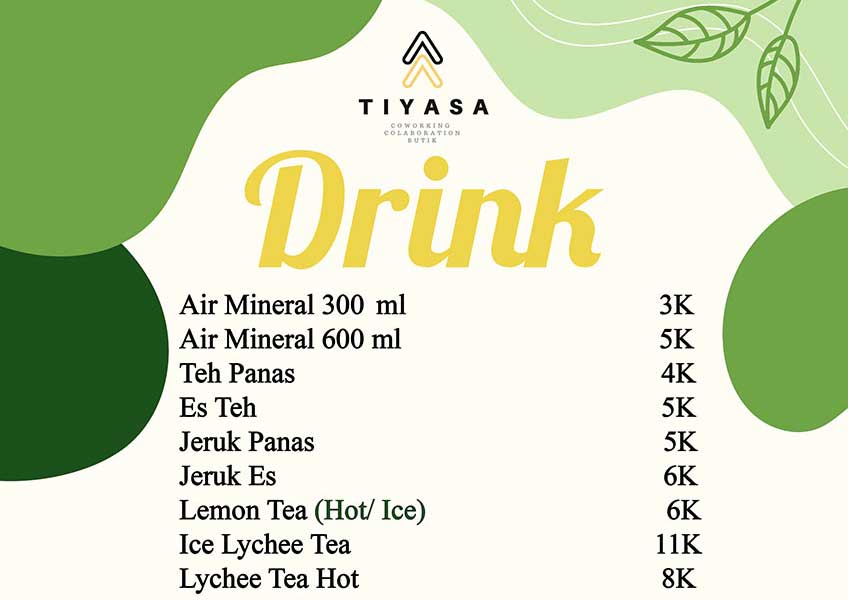 TIYASA
COWORKING
COLABORATION
BUTIK
Drink
Air Mineral 300 ml 3K
Air Mineral 600 ml 5K
Teh Panas 4K
Es Teh 5K
Jeruk Panas 5K
Jeruk Es 6K
Lemon Tea (Hot/ Ice) 6K
Ice Lychee Tea 11K
Lychee Tea Hot 8K